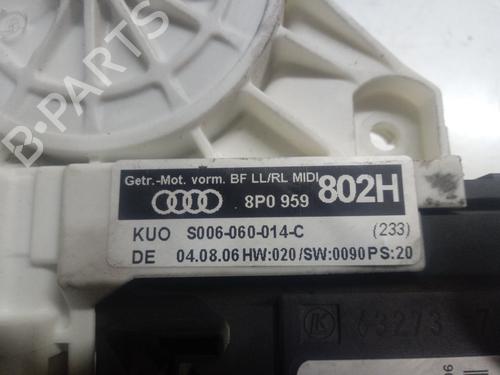 B-PARTS
Getr.-Mot. vorm. BF LL/RL MIDI
8P0 959 802H
KUO S006-060-014-C (233)
DE 04.08.06 HW:020/SW:0090 PS:20
63273